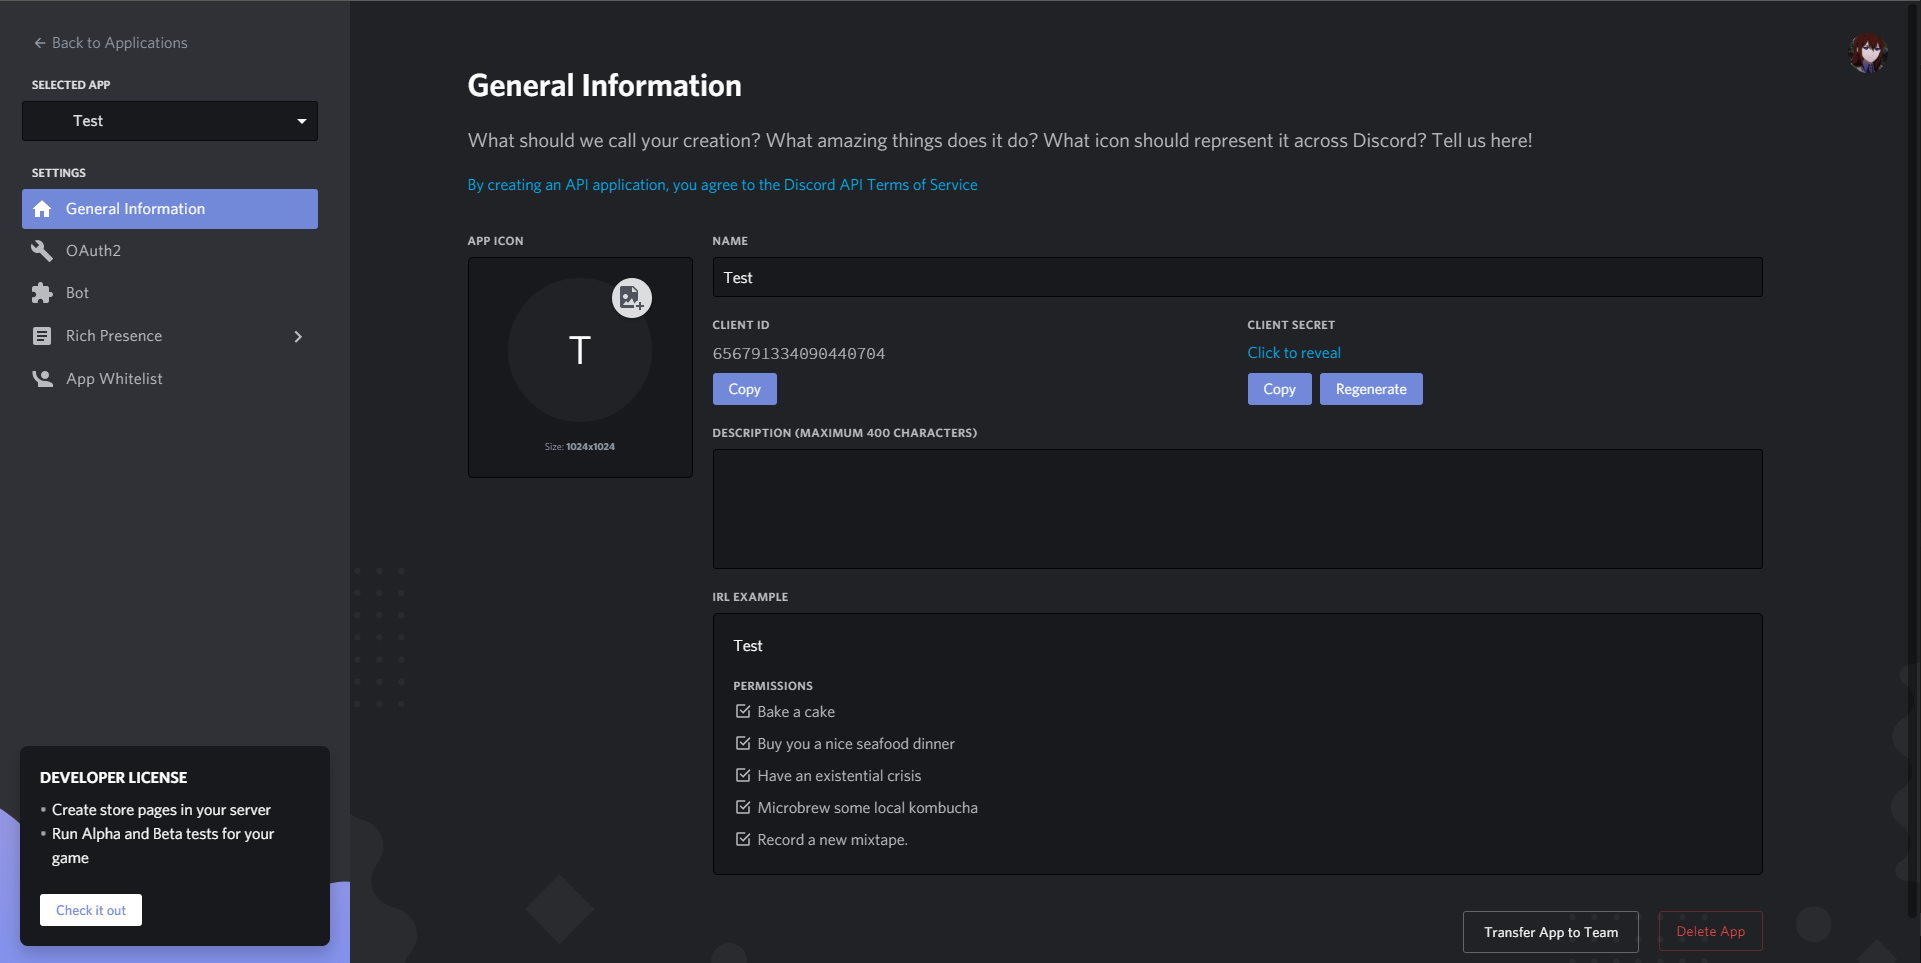 Back to Applications
SELECTED APP
Test
SETTINGS
General Information
OAuth2
Bot
Rich Presence
App Whitelist
DEVELOPER LICENSE
• Create store pages in your server
• Run Alpha and Beta tests for your
game
Check it out
General Information
What should we call your creation? What amazing things does it do? What icon should represent it across Discord? Tell us here!
By creating an API application, you agree to the Discord API Terms of Service
APP ICON
T
Size: 1024x1024
NAME
Test
CLIENT ID
656791334090440704
Copy
CLIENT SECRET
Click to reveal
Copy Regenerate
DESCRIPTION (MAXIMUM 400 CHARACTERS)
IRL EXAMPLE
Test
PERMISSIONS
Bake a cake
Buy you a nice seafood dinner
Have an existential crisis
Microbrew some local kombucha
Record a new mixtape.
Transfer App to Team Delete App